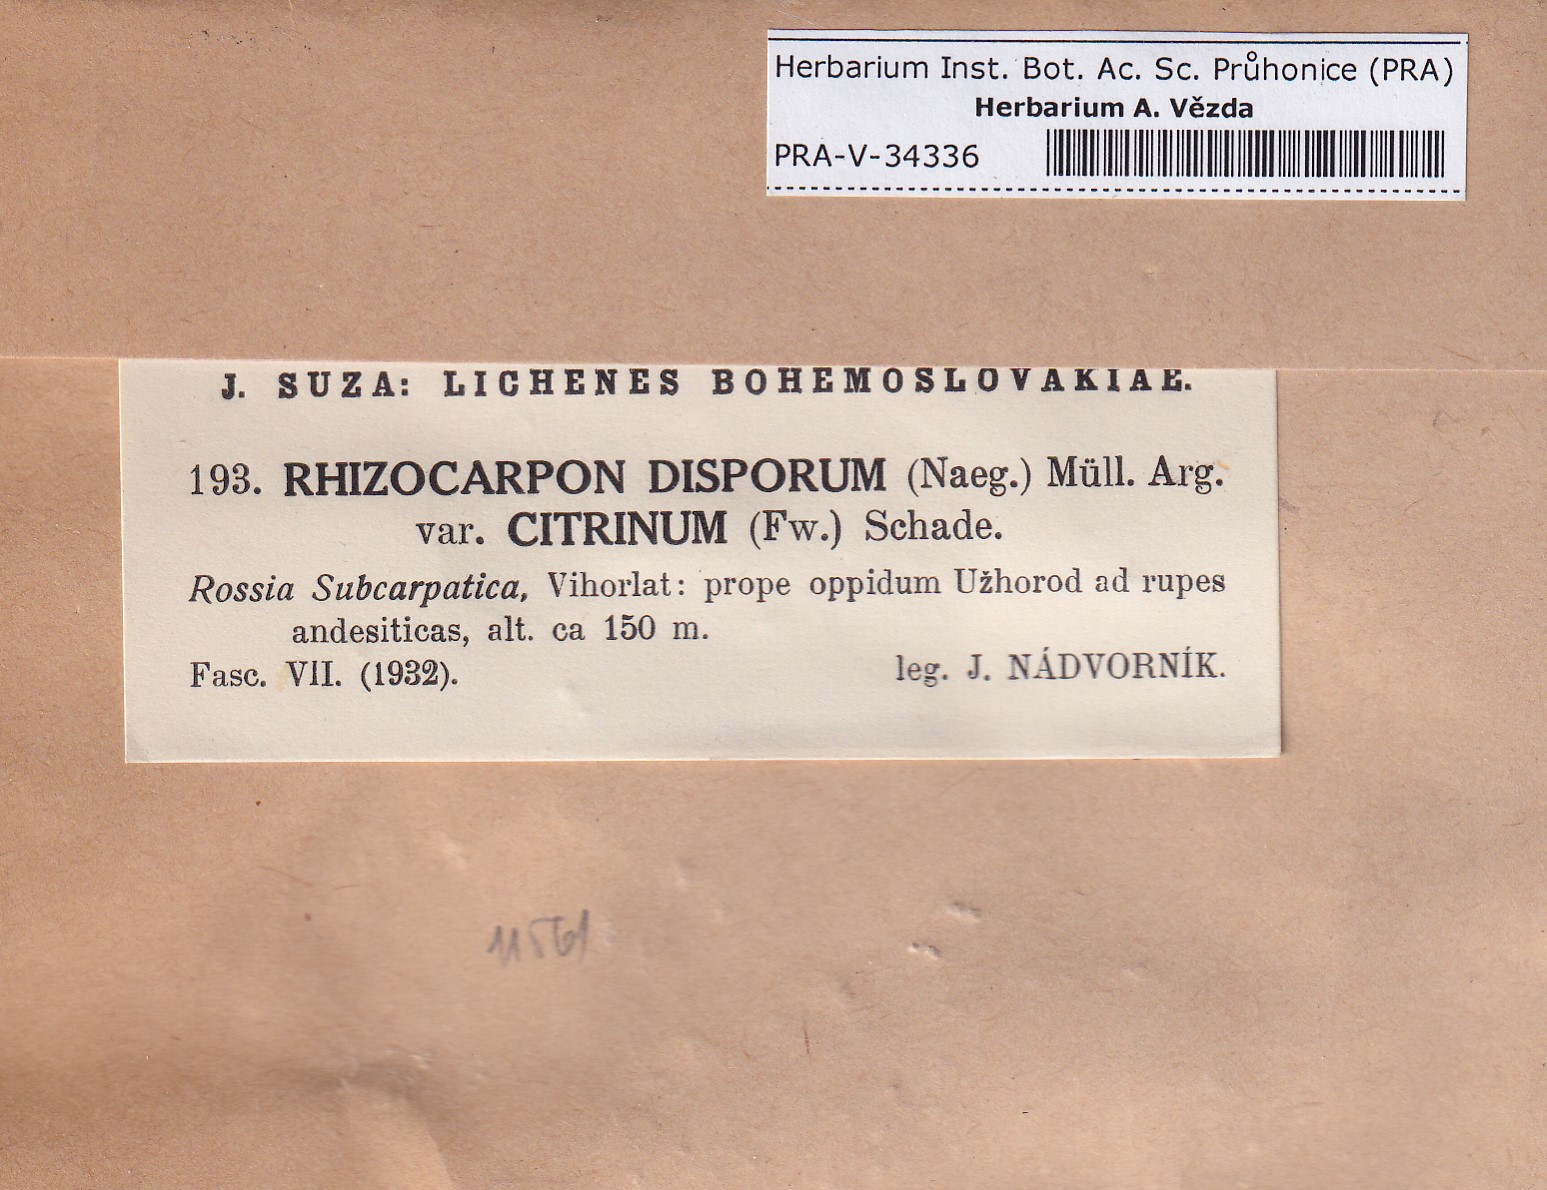 Herbarium Inst. Bot. Ac. Sc. Průhonice (PRA)
Herbarium A. Vězda
PRA-V-34336
J. SUZA: LICHENES BOHEMOSLOVAKIAE.
193. RHIZOCARPON DISPORUM (Naeg.) Müll. Arg.
var. CITRINUM (Fw.) Schade.
Rossia Subcarpatica, Vihorlat: prope oppidum Užhorod ad rupes
andesiticas, alt. ca 150 m.
Fasc. VII. (1932).
leg. J. NÁDVORNÍK.